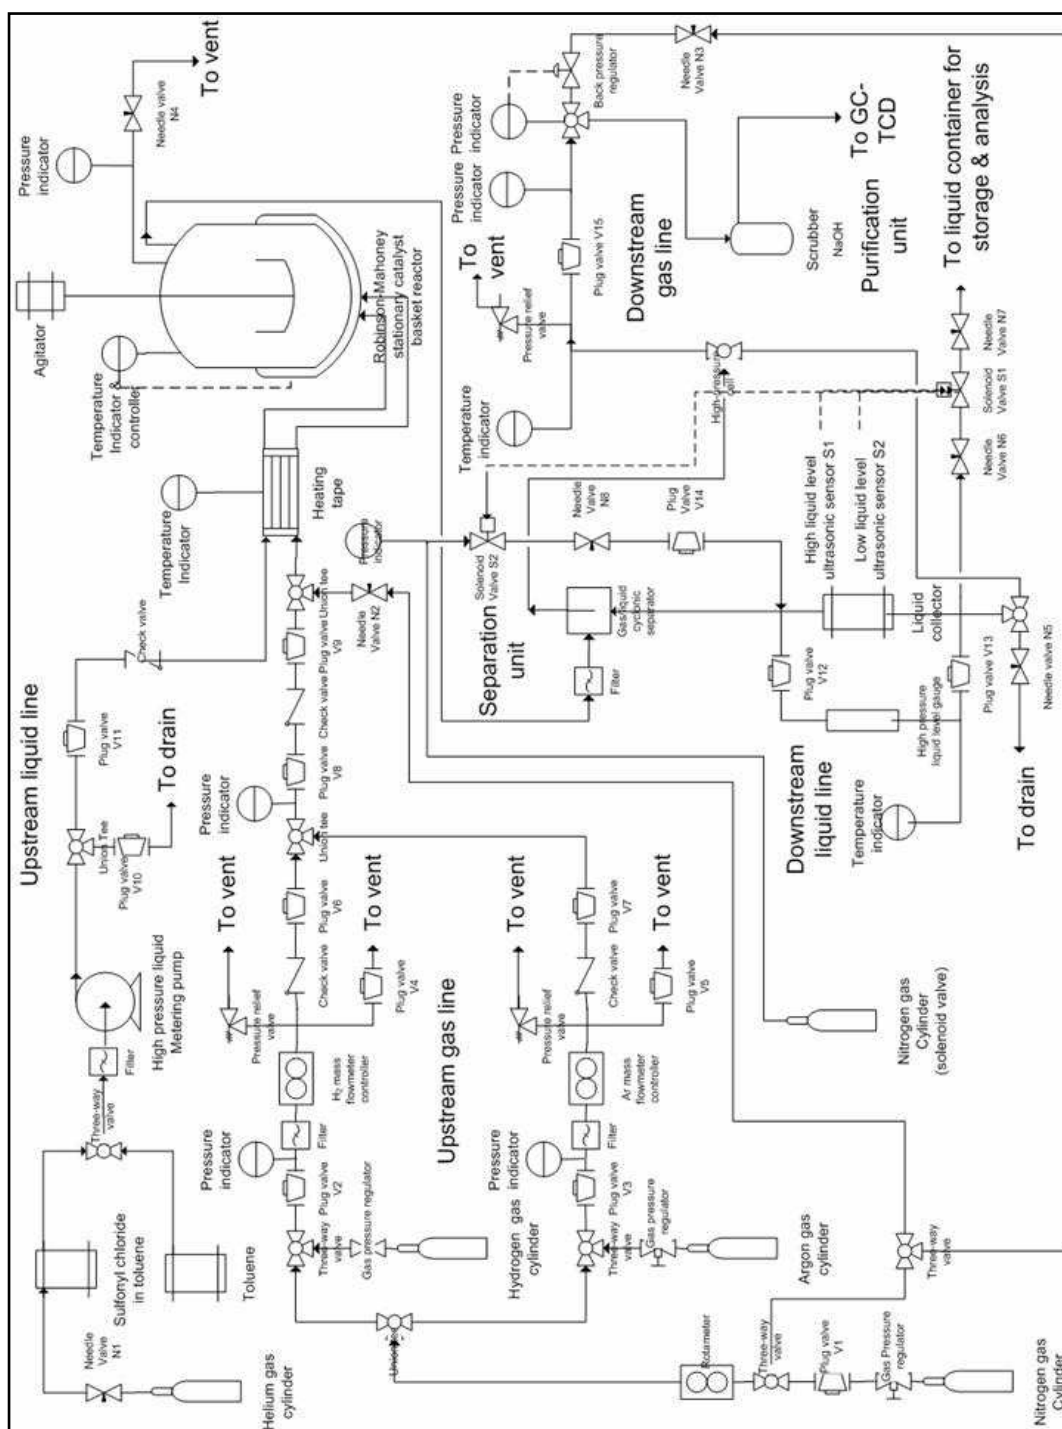 Upstream liquid line
Agitator
Pressure
indicator
Needle valve
N4
To vent
Temperature
Indicator &
controller
Robinson-Mahoney
stationary catalyst
basket reactor
Temperature
Indicator
Heating
tape
Check valve
Plug valve
V11
Union Tee
Plug valve
V10
To drain
High pressure liquid
Metering pump
Filter
Three-way
valve
Sulfonyl chloride
in toluene
Toluene
Needle
Valve
N1
Helium gas
cylinder
Upstream gas line
Pressure
indicator
Three-way
valve
Plug valve
V2
Filter
H2 mass
flowmeter
controller
Gas pressure regulator
Hydrogen gas
cylinder
Pressure relief
valve
To vent
Plug valve
V4
To vent
Check valve
Plug valve
V6
Union tee
Pressure
indicator
Plug valve
V8
Check valve
Plug valve
V9
Union tee
Needle
Valve N2
Pressure
indicator
Three-way
valve
Plug valve
V3
Filter
Ar mass
flowmeter
controller
Gas pressure
regulator
Argon gas
cylinder
Pressure relief
valve
To vent
Plug valve
V5
To vent
Check valve
Plug valve
V7
Rotameter
Three-way
valve
Plug valve
V1
Gas Pressure
regulator
Nitrogen gas
Cylinder
Three-way
valve
Nitrogen gas
Cylinder
(solenoid valve)
Separation
unit
Pressure
indicator
Solenoid
Valve S2
Needle
Valve
Plug
Valve
V14
Filter
Gas/liquid
cyclonic
separator
High-pressure
Temperature
indicator
Pressure relief
valve
To
vent
Downstream
gas line
Plug valve V15
Pressure
indicator
Pressure
indicator
Back pressure
regulator
Needle
Valve N3
Scrubber
NaOH
Purification
unit
To GC-
TCD
High liquid level
ultrasonic sensor S1
Low liquid level
ultrasonic sensor S2
Liquid
collector
Plug valve
V12
High pressure
liquid level gauge
Plug valve V13
Downstream
liquid line
Temperature
indicator
Needle valve N5
To drain
Needle
Valve N6
Solenoid
Valve S1
Needle
Valve N7
To liquid container for
storage & analysis